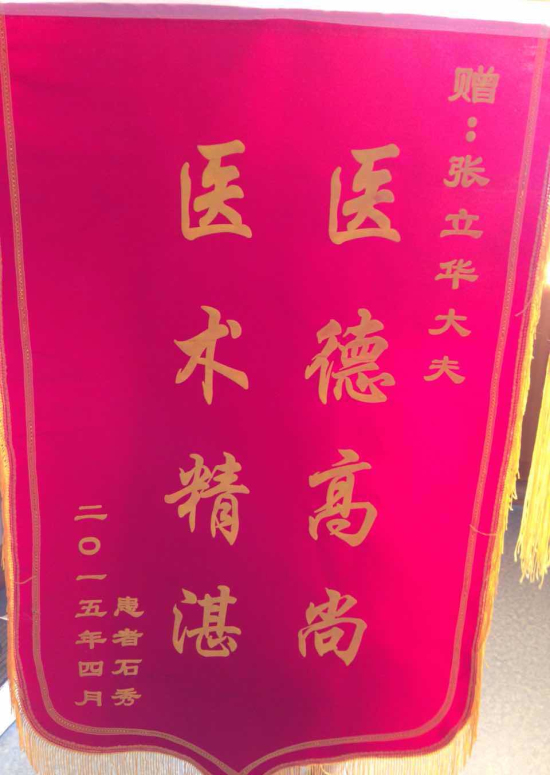 赠：张立华大夫
医德高尚
医术精湛
患者石秀
二〇一五年四月